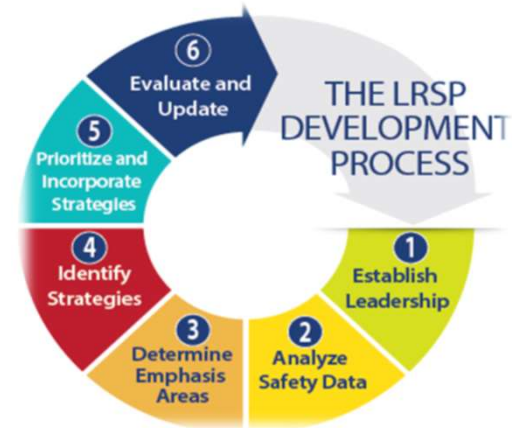 THE LRSP
DEVELOPMENT
PROCESS
1
Establish
Leadership
2
Analyze
Safety Data
3
Determine
Emphasis
Areas
4
Identify
Strategies
5
Prioritize and
Incorporate
Strategies
6
Evaluate and
Update